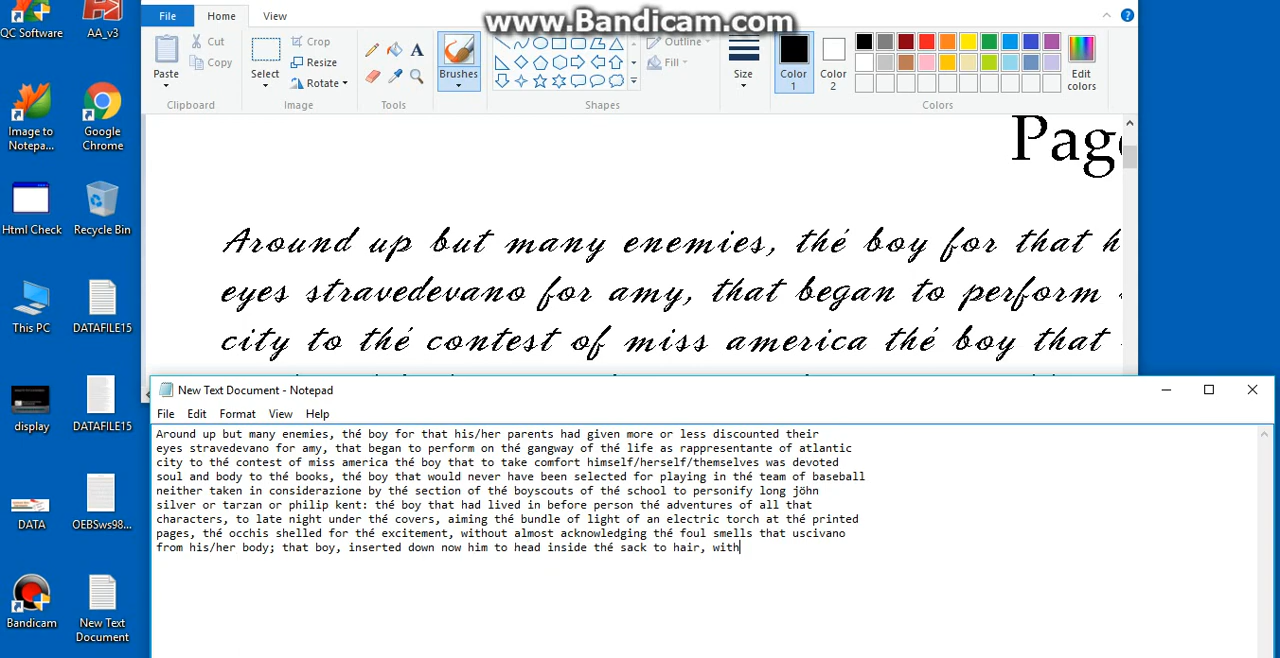 www.Bandicam.com
File Home View
Paste
Cut
Copy
Clipboard
Select
Crop
Resize
Rotate
Image
Tools
Brushes
Shapes
Outline
Fill
Size
Color 1
Color 2
Edit colors
Colors
QC Software
AA_v3
Image to Notepa...
Google Chrome
Html Check
Recycle Bin
This PC
DATAFILE15
display
DATAFILE15
DATA
OEBSws98...
Bandicam
New Text Document
Around up but many enemies, thé boy for that
eyes stravedevano for amy, that began to perform
city to thé contest of miss america thé boy that
New Text Document - Notepad
File Edit Format View Help
Around up but many enemies, thé boy for that his/her parents had given more or less discounted their
eyes stravedevano for amy, that began to perform on thé gangway of thé life as rappresentante of atlantic
city to thé contest of miss america thé boy that to take comfort himself/herself/themselves was devoted
soul and body to thé books, thé boy that would never have been selected for playing in thé team of baseball
neither taken in considerazione by thé section of thé boyscouts of thé school to personify long jöhn
silver or tarzan or philip kent: thé boy that had lived in before person thé adventures of all that
characters, to late night under thé covers, aiming thé bundle of light of an electric torch at thé printed
pages, thé occhis shelled for thé excitement, without almost acknowledging thé foul smells that uscivano
from his/her body; that boy, inserted down now him to head inside thé sack to hair, with